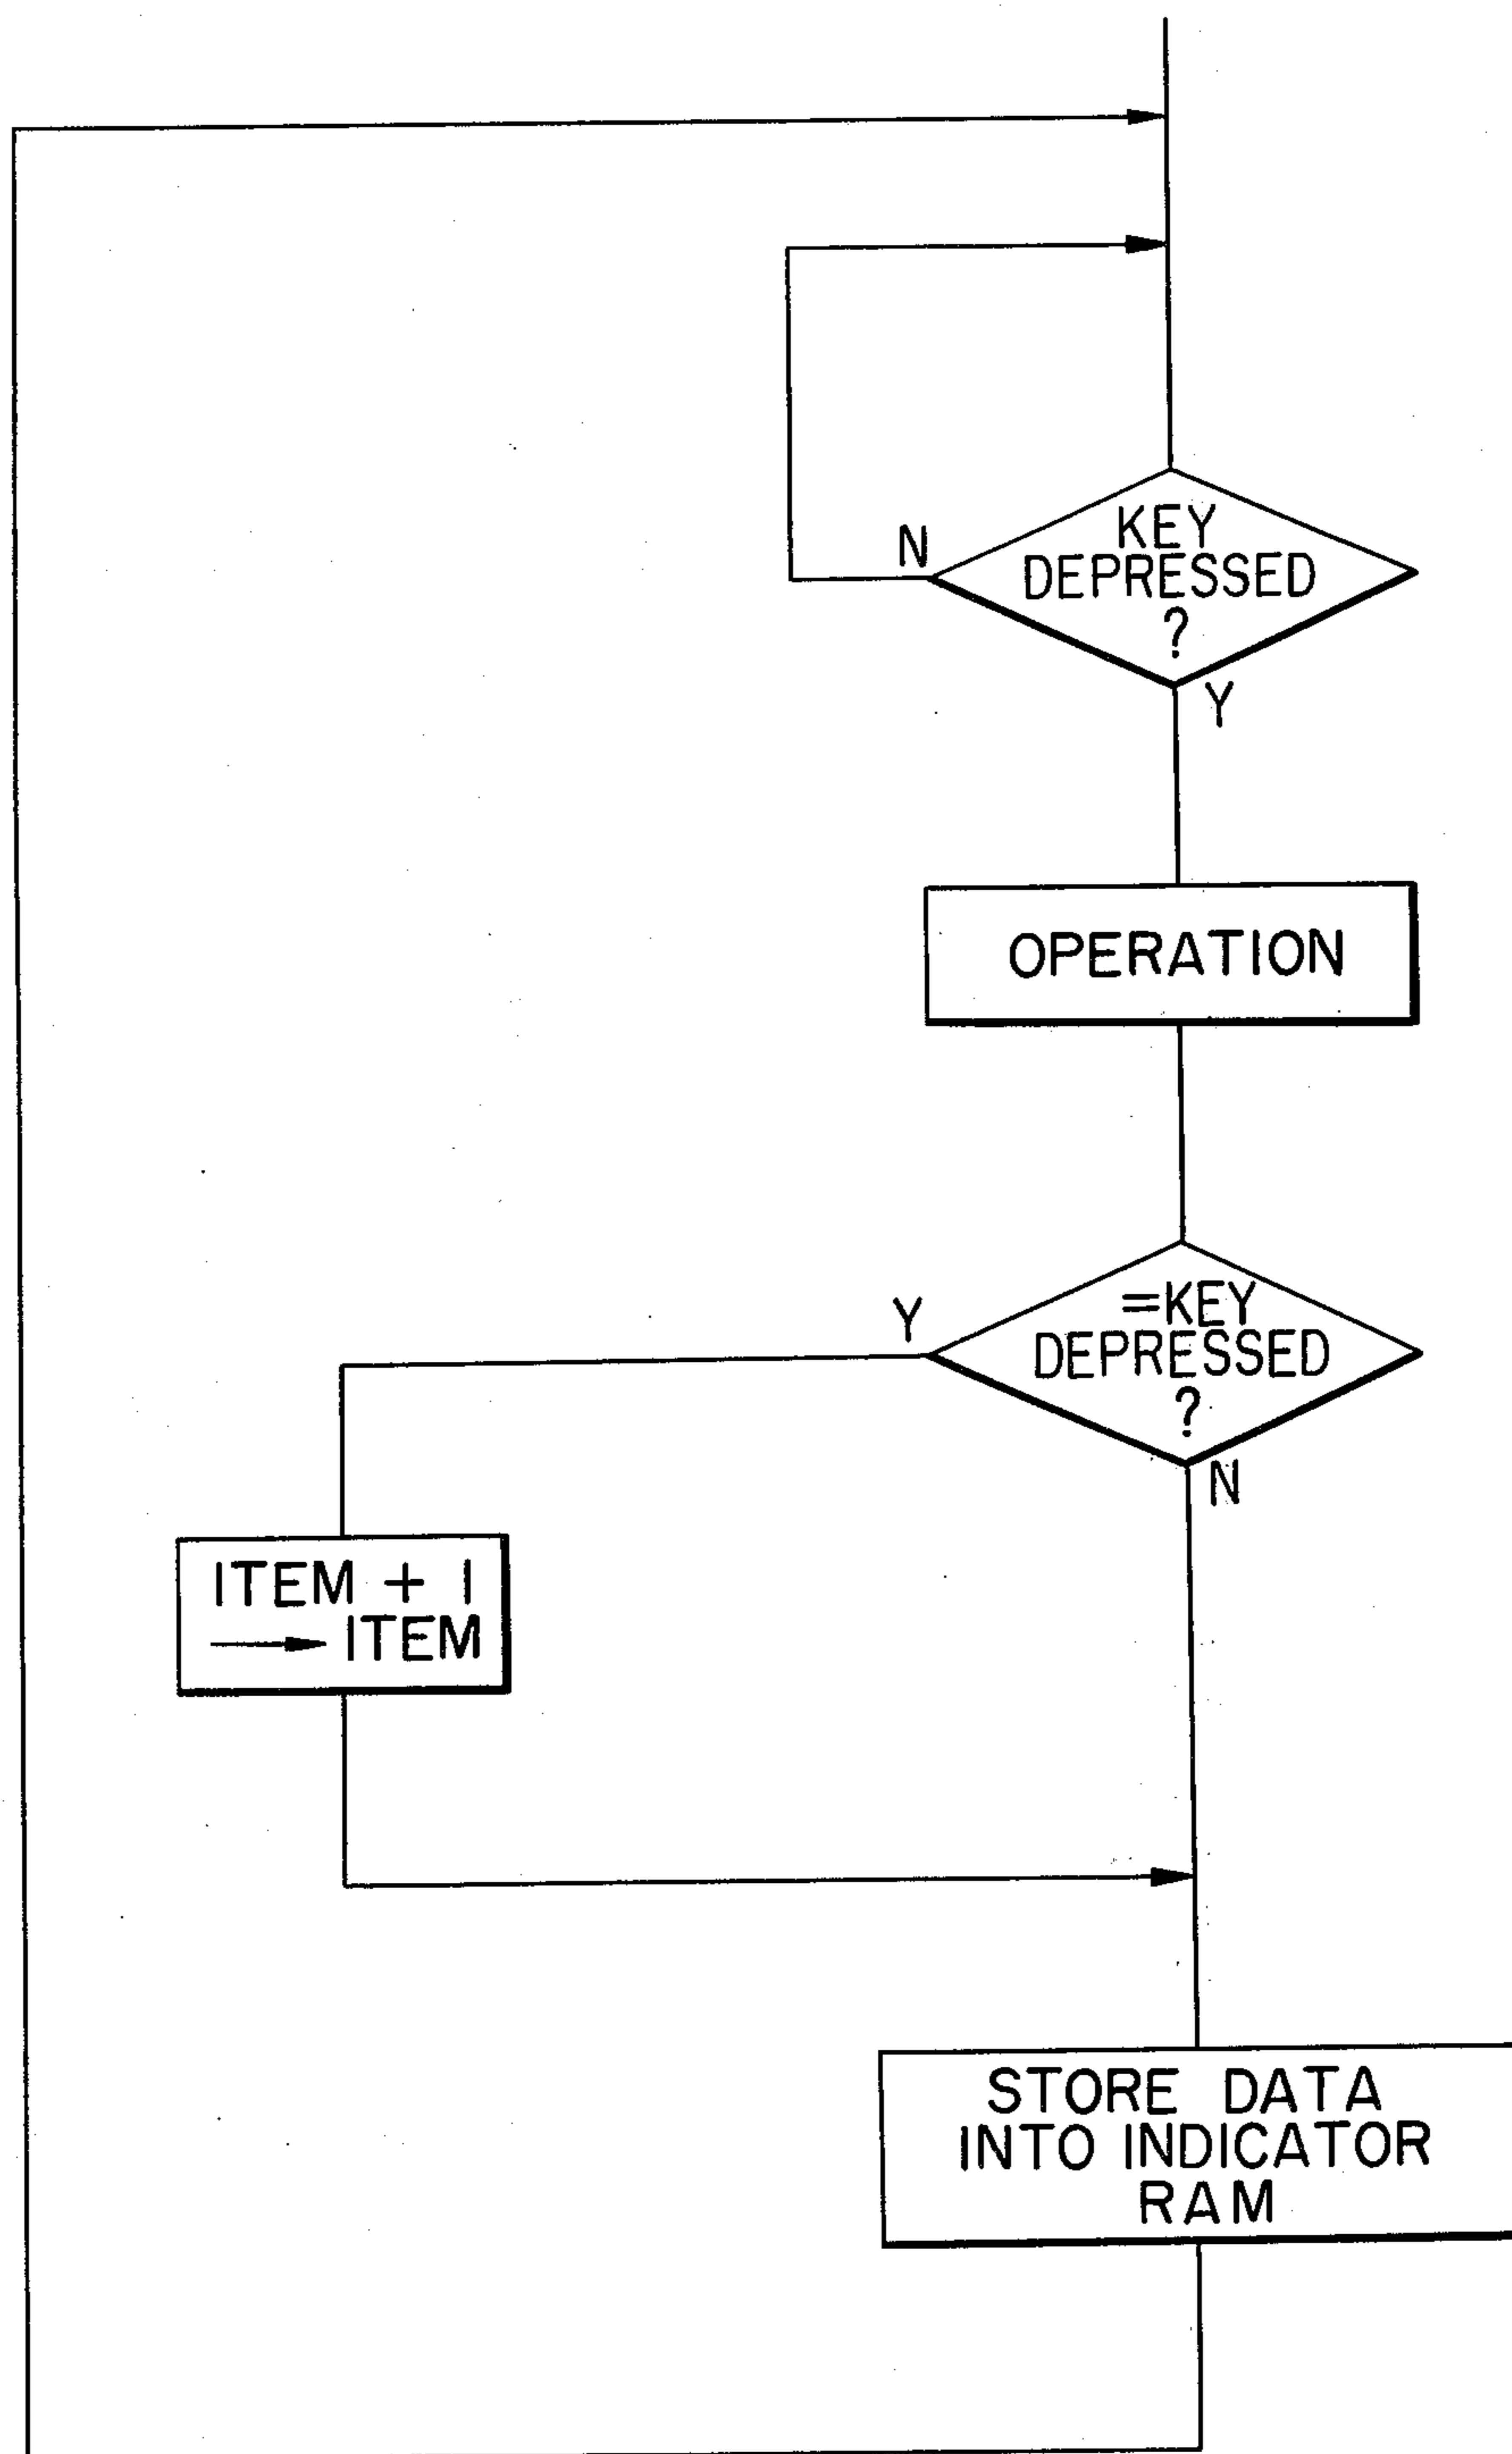 KEY
DEPRESSED
?
N
Y
OPERATION
=KEY
DEPRESSED
?
Y
N
ITEM + 1
→ ITEM
STORE DATA
INTO INDICATOR
RAM